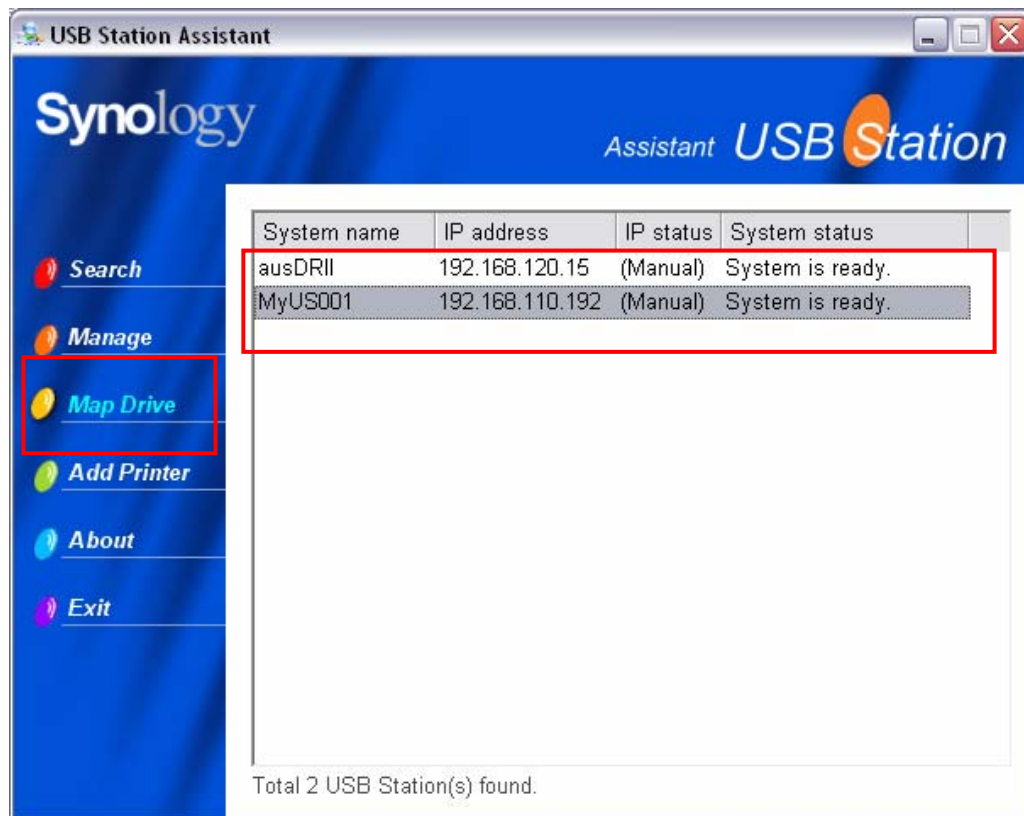 USB Station Assistant
Synology
Assistant USB Station
System name IP address IP status System status
ausDRII 192.168.120.15 (Manual) System is ready.
MyUS001 192.168.110.192 (Manual) System is ready.
Search
Manage
Map Drive
Add Printer
About
Exit
Total 2 USB Station(s) found.